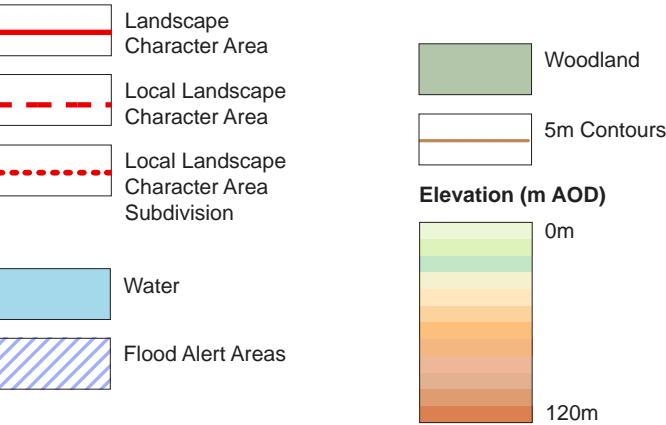 Landscape
Character Area
Local Landscape
Character Area
Local Landscape
Character Area
Subdivision
Water
Flood Alert Areas
Woodland
5m Contours
Elevation (m AOD)
0m
120m